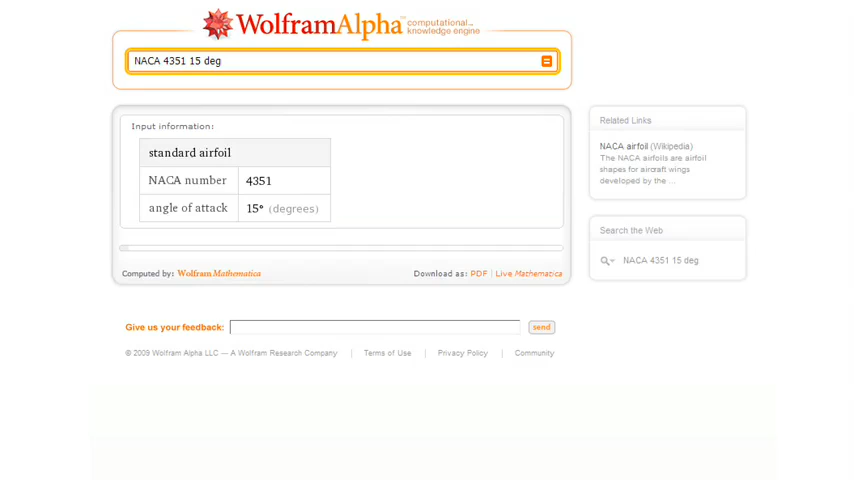 WolframAlpha computational... knowledge engine
NACA 4351 15 deg
Input information:
standard airfoil
NACA number 4351
angle of attack 15° (degrees)
Computed by: Wolfram Mathematica
Download as: PDF | Live Mathematica
Related Links
NACA airfoil (Wikipedia)
The NACA airfoils are airfoil
shapes for aircraft wings
developed by the ...
Search the Web
NACA 4351 15 deg
Give us your feedback: send
© 2009 Wolfram Alpha LLC — A Wolfram Research Company | Terms of Use | Privacy Policy | Community